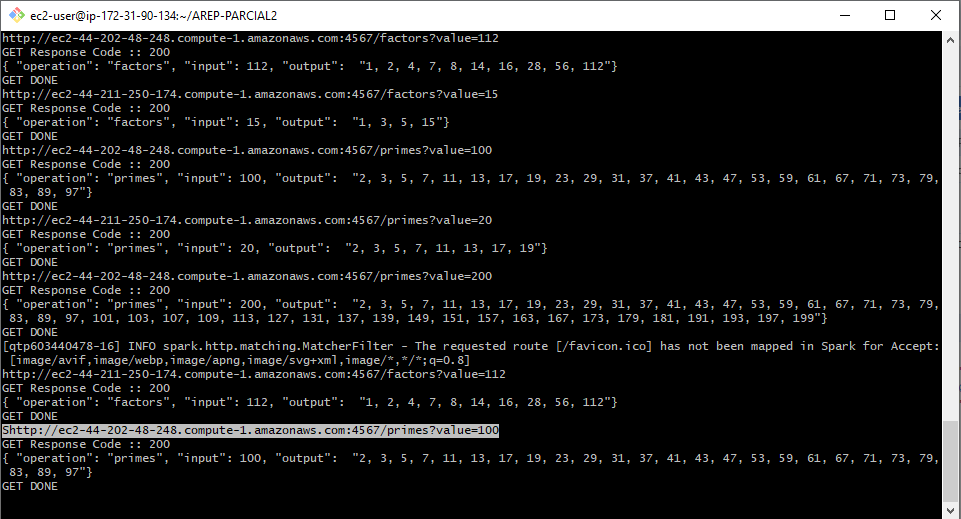 ec2-user@ip-172-31-90-134:~/AREP-PARCIAL2
http://ec2-44-202-48-248.compute-1.amazonaws.com:4567/factors?value=112
GET Response Code :: 200
{ "operation": "factors", "input": 112, "output":  "1, 2, 4, 7, 8, 14, 16, 28, 56, 112"}
GET DONE
http://ec2-44-211-250-174.compute-1.amazonaws.com:4567/factors?value=15
GET Response Code :: 200
{ "operation": "factors", "input": 15, "output":  "1, 3, 5, 15"}
GET DONE
http://ec2-44-202-48-248.compute-1.amazonaws.com:4567/primes?value=100
GET Response Code :: 200
{ "operation": "primes", "input": 100, "output":  "2, 3, 5, 7, 11, 13, 17, 19, 23, 29, 31, 37, 41, 43, 47, 53, 59, 61, 67, 71, 73, 79,
 83, 89, 97"}
GET DONE
http://ec2-44-211-250-174.compute-1.amazonaws.com:4567/primes?value=20
GET Response Code :: 200
{ "operation": "primes", "input": 20, "output":  "2, 3, 5, 7, 11, 13, 17, 19"}
GET DONE
http://ec2-44-202-48-248.compute-1.amazonaws.com:4567/primes?value=200
GET Response Code :: 200
{ "operation": "primes", "input": 200, "output":  "2, 3, 5, 7, 11, 13, 17, 19, 23, 29, 31, 37, 41, 43, 47, 53, 59, 61, 67, 71, 73, 79,
 83, 89, 97, 101, 103, 107, 109, 113, 127, 131, 137, 139, 149, 151, 157, 163, 167, 173, 179, 181, 191, 193, 197, 199"}
GET DONE
[qtp603440478-16] INFO spark.http.matching.MatcherFilter - The requested route [/favicon.ico] has not been mapped in Spark for Accept:
 [image/avif,image/webp,image/apng,image/svg+xml,image/*,*/*;q=0.8]
http://ec2-44-211-250-174.compute-1.amazonaws.com:4567/factors?value=112
GET Response Code :: 200
{ "operation": "factors", "input": 112, "output":  "1, 2, 4, 7, 8, 14, 16, 28, 56, 112"}
GET DONE
Shttp://ec2-44-202-48-248.compute-1.amazonaws.com:4567/primes?value=100
GET Response Code :: 200
{ "operation": "primes", "input": 100, "output":  "2, 3, 5, 7, 11, 13, 17, 19, 23, 29, 31, 37, 41, 43, 47, 53, 59, 61, 67, 71, 73, 79,
 83, 89, 97"}
GET DONE